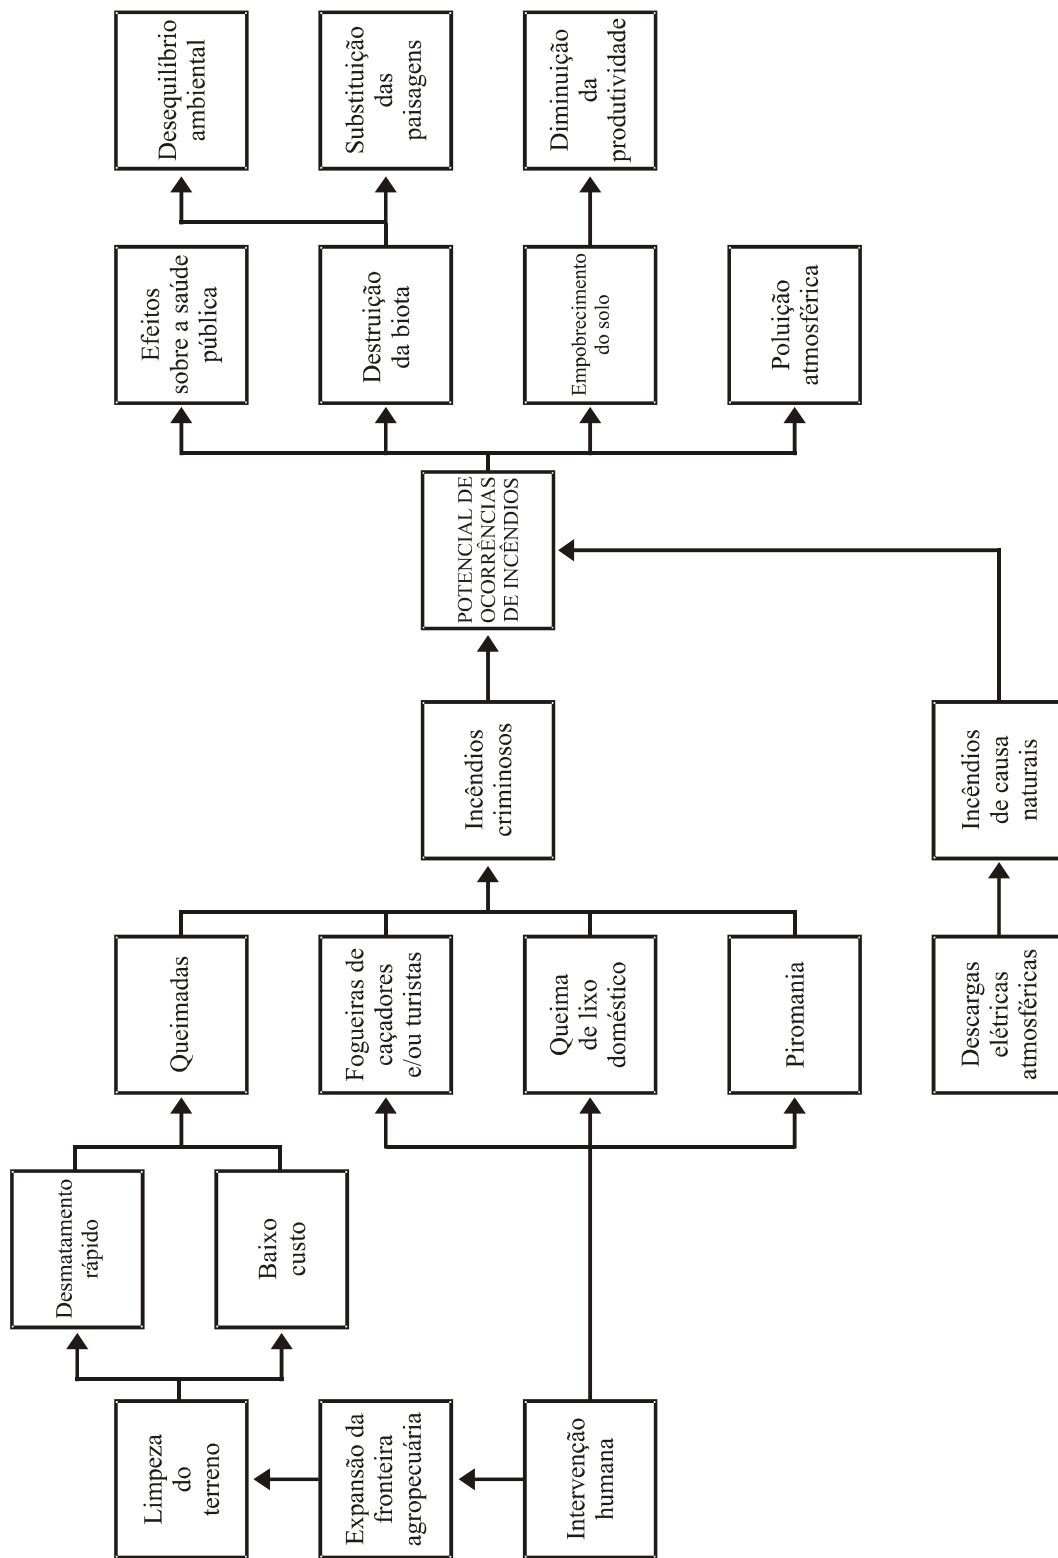 Limpeza
do
terreno
Expansão da
fronteira
agropecuária
Intervenção
humana
Desmatamento
rápido
Baixo
custo
Queimadas
Fogueiras de
caçadores
e/ou turistas
Queima
de lixo
doméstico
Piromania
Descargas
elétricas
atmosféricas
Incêndios
criminosos
Incêndios
de causa
naturais
POTENCIAL DE
OCORRÊNCIAS
DE INCÊNDIOS
Efeitos
sobre a saúde
pública
Destruição
da biota
Empobrecimento
do solo
Poluição
atmosférica
Desequilíbrio
ambiental
Substituição
das
paisagens
Diminuição
da
produtividade